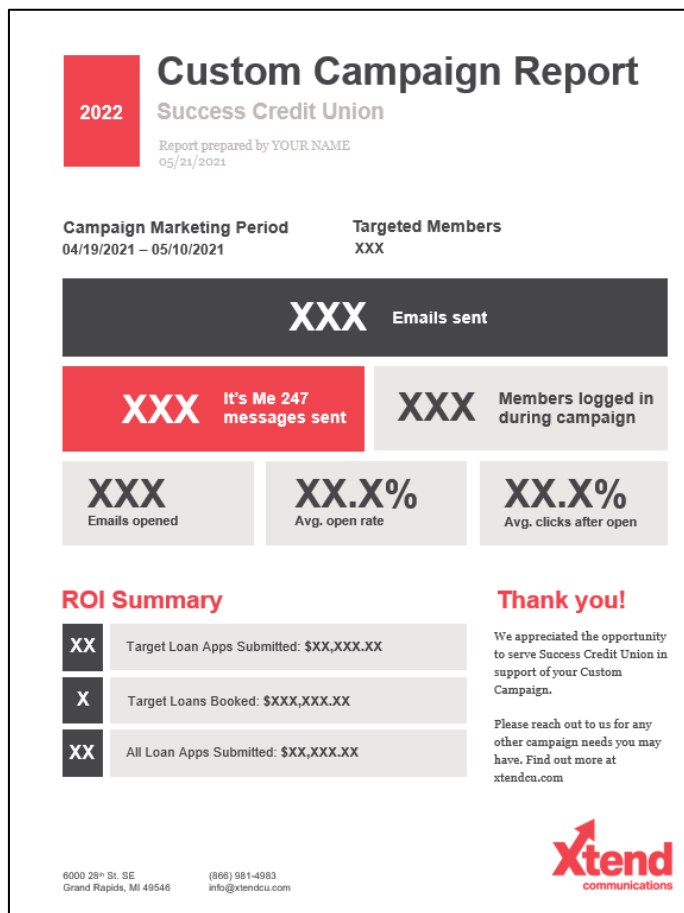 2022
Custom Campaign Report
Success Credit Union
Report prepared by YOUR NAME
05/21/2021
Campaign Marketing Period
04/19/2021 – 05/10/2021
Targeted Members
XXX
XXX Emails sent
XXX It's Me 247
messages sent
XXX Members logged in
during campaign
XXX
Emails opened
XX.X%
Avg. open rate
XX.X%
Avg. clicks after open
ROI Summary
XX Target Loan Apps Submitted: $XX,XXX.XX
X Target Loans Booked: $XXX,XXX.XX
XX All Loan Apps Submitted: $XX,XXX.XX
Thank you!
We appreciated the opportunity
to serve Success Credit Union in
support of your Custom
Campaign.
Please reach out to us for any
other campaign needs you may
have. Find out more at
xtendcu.com
6000 28th St. SE
Grand Rapids, MI 49546
(866) 981-4983
info@xtendcu.com
Xtend
communications